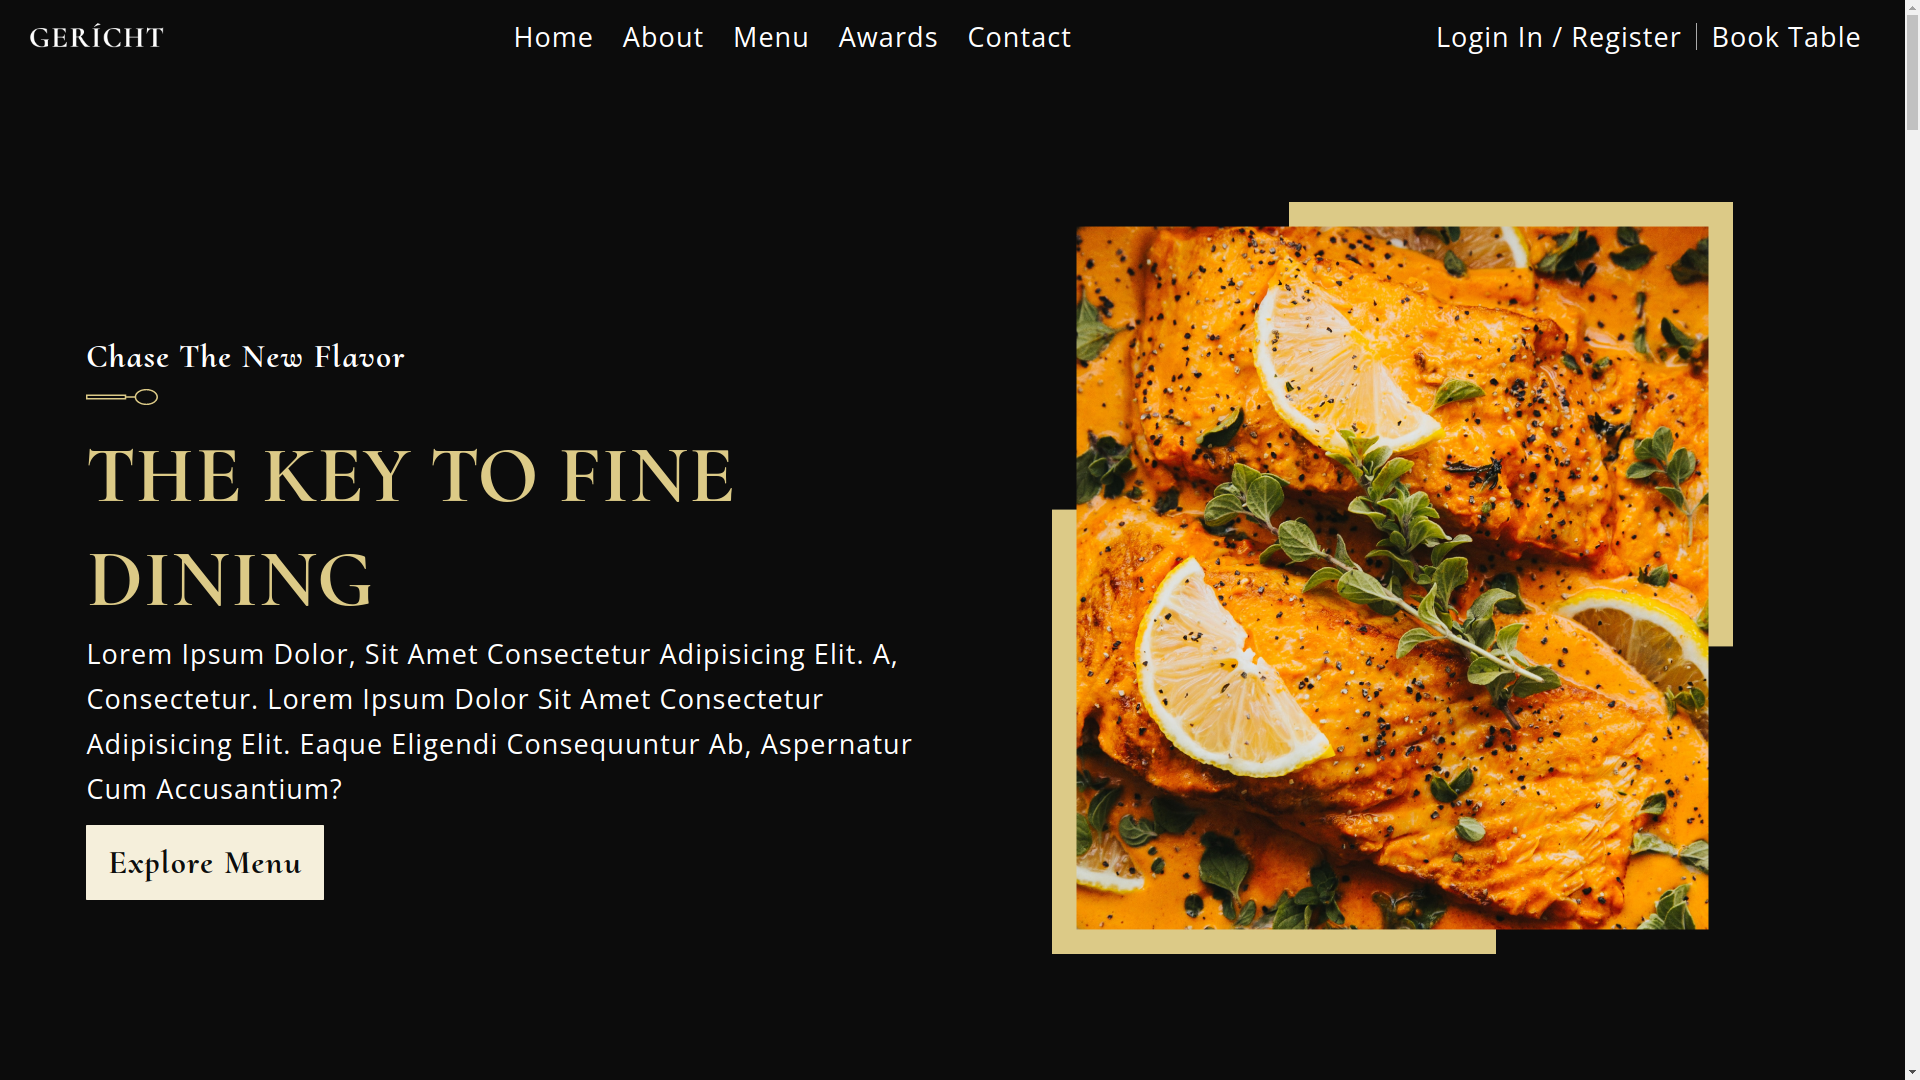 GERÍCHT
Home About Menu Awards Contact
Login In / Register Book Table
Chase The New Flavor
THE KEY TO FINE
DINING
Lorem Ipsum Dolor, Sit Amet Consectetur Adipisicing Elit. A,
Consectetur. Lorem Ipsum Dolor Sit Amet Consectetur
Adipisicing Elit. Eaque Eligendi Consequuntur Ab, Aspernatur
Cum Accusantium?
Explore Menu